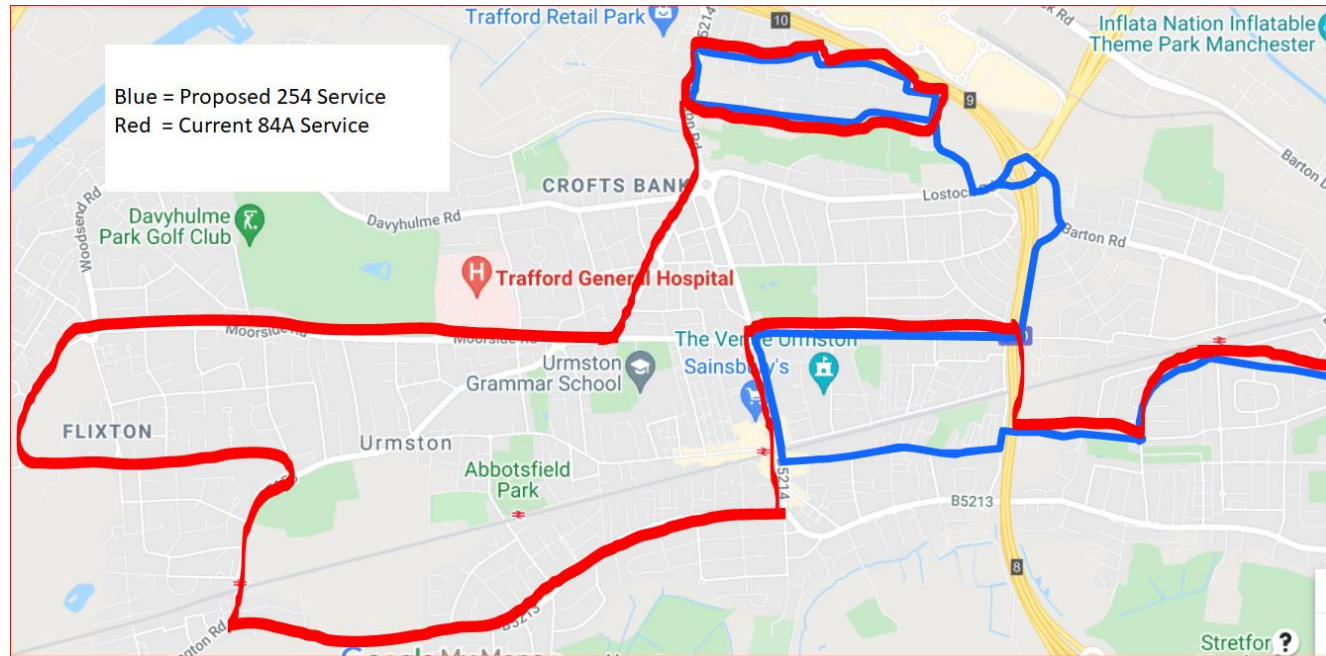 Trafford Retail Park
B5214
10
Inflata Nation Inflatable
Theme Park Manchester
Blue = Proposed 254 Service
Red = Current 84A Service
9
Barton
CROFTS BANK
Lostock
Woodsend Rd
Davyhulme
Park Golf Club
Davyhulme Rd
Barton Rd
H
Trafford General Hospital
Moorside Rd
Moorside
The Venue Urmston
Sainsbury's
Urmston
Grammar School
FLIXTON
Urmston
Abbotsfield
Park
B5214
B5213
8
B5213
Stretfor
?